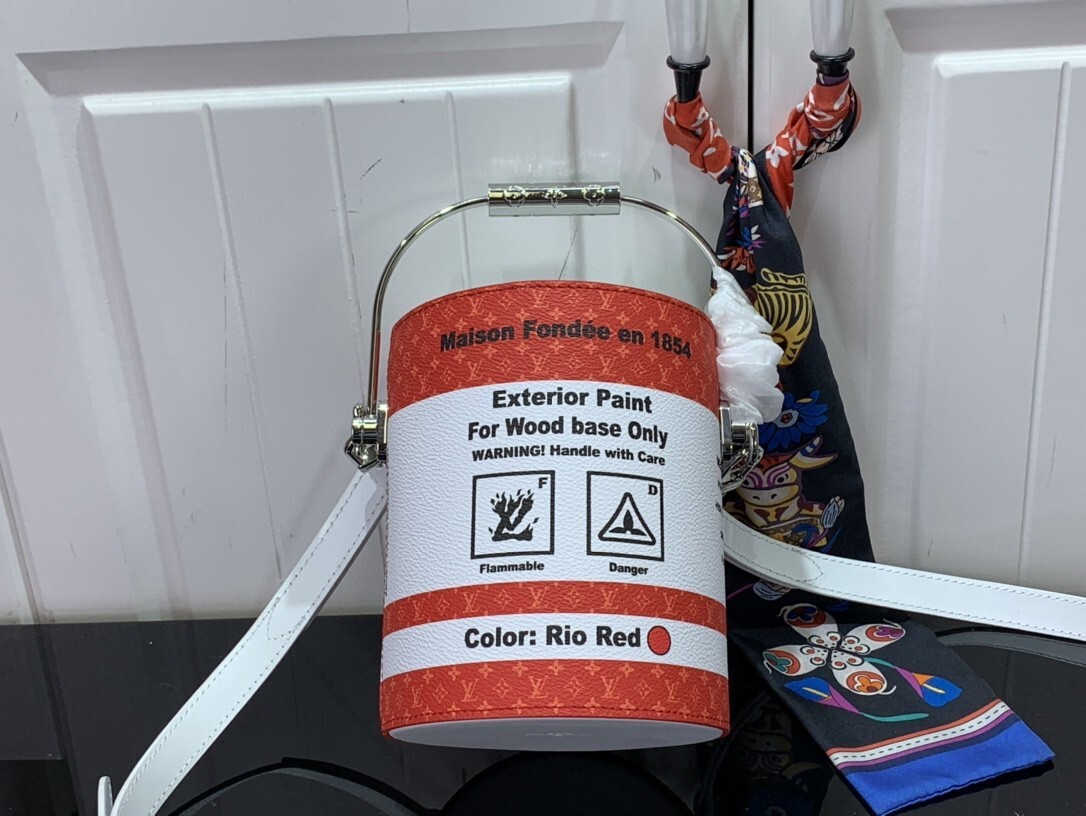 Maison Fondée en 1854
Exterior Paint
For Wood base Only
WARNING! Handle with Care
F
D
Flammable
Danger
Color: Rio Red